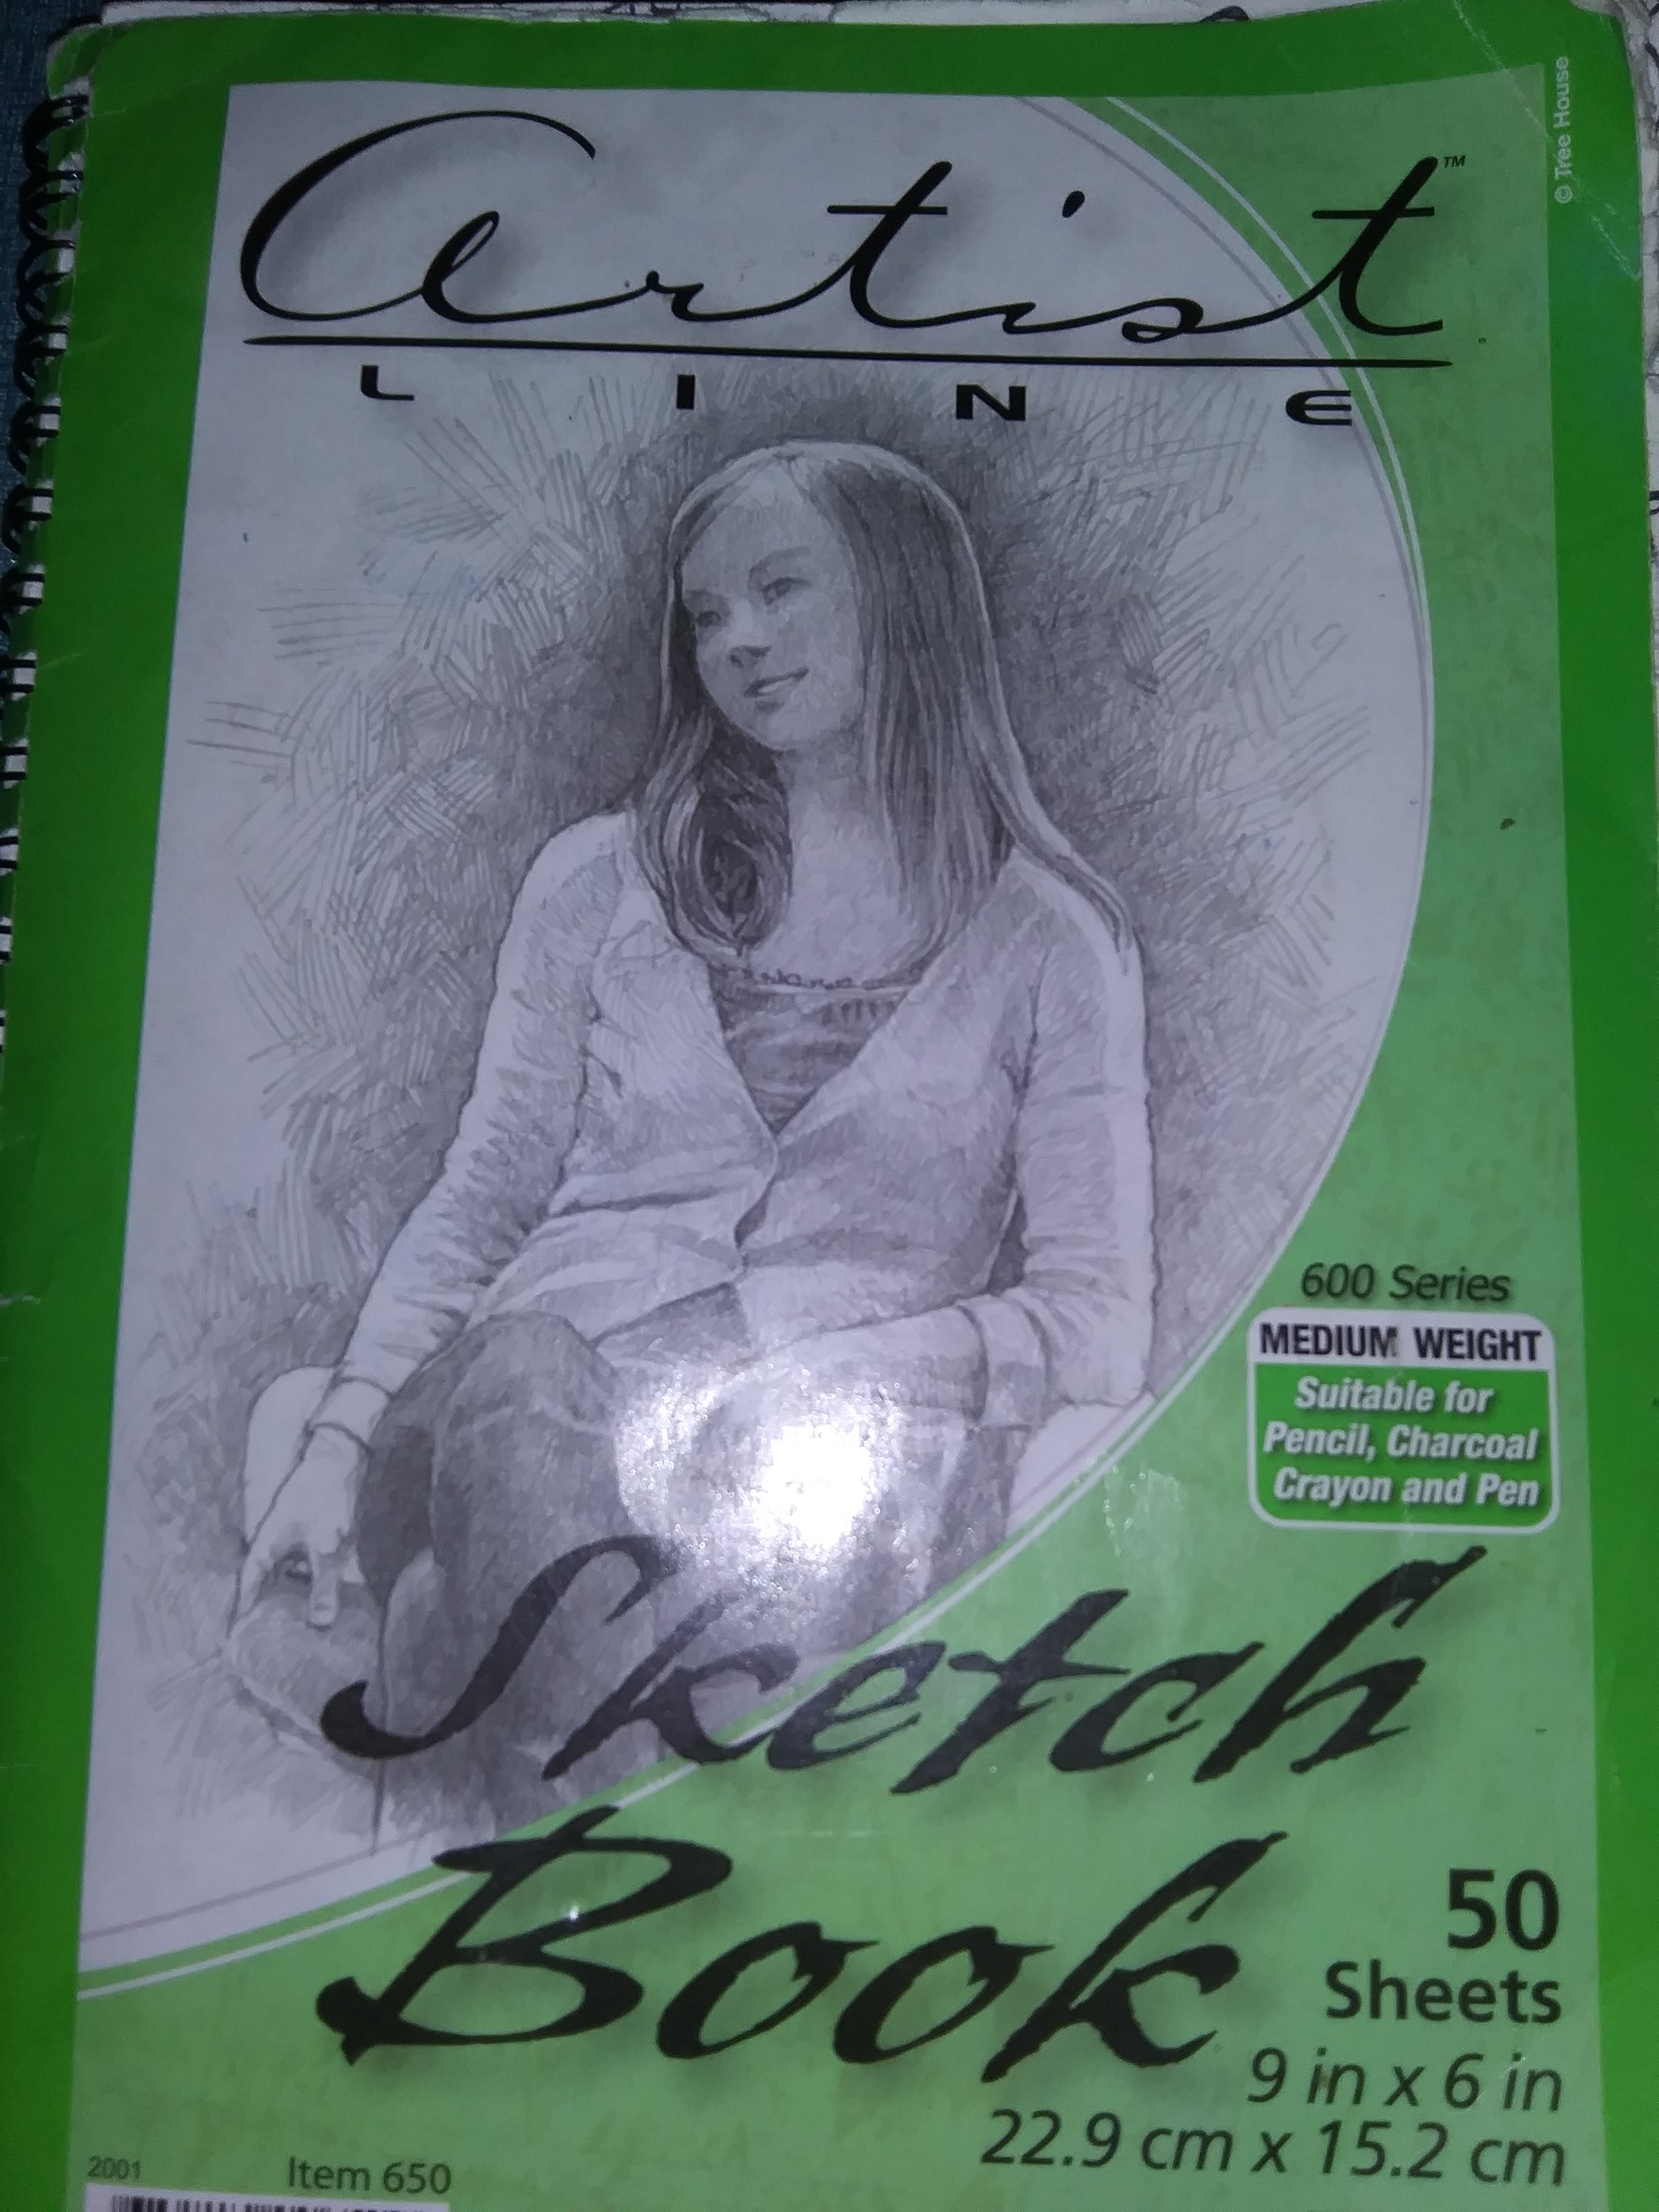 artist™
LINE
© Tree House
600 Series
MEDIUM WEIGHT
Suitable for
Pencil, Charcoal
Crayon and Pen
Sketch
Book
50
Sheets
9 in x 6 in
22.9 cm x 15.2 cm
2001
Item 650